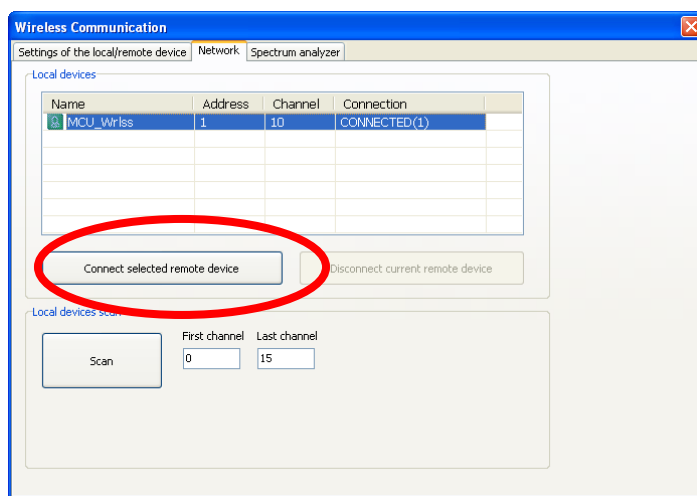 Wireless Communication
Settings of the local/remote device Network Spectrum analyzer
Local devices
Name Address Channel Connection
MCU_Wrlss 1 10 CONNECTED(1)
Connect selected remote device Disconnect current remote device
Local devices scan
First channel Last channel
Scan 0 15